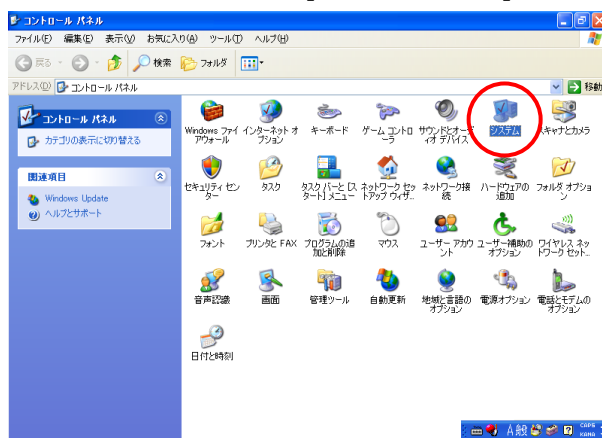 コントロール パネル
ファイル(F) 編集(E) 表示(V) お気に入り(A) ツール(T) ヘルプ(H)
戻る 検索 フォルダ
アドレス(D) コントロール パネル 移動
コントロール パネル
カテゴリの表示に切り替える
関連項目
Windows Update
ヘルプとサポート
Windows ファイ
アウォール
インターネット オ
プション
キーボード
ゲーム コントロ
ーラ
サウンドとオーデ
ィオ デバイス
システム
スキャナとカメラ
セキュリティ セン
ター
タスク
タスク バーと [ス
タート] メニュー
ネットワーク セッ
トアップ ウィザ...
ネットワーク接
続
ハードウェアの
追加
フォルダ オプショ
ン
フォント
プリンタと FAX
プログラムの追
加と削除
マウス
ユーザー アカウ
ント
ユーザー補助の
オプション
ワイヤレス ネッ
トワーク セット...
音声認識
画面
管理ツール
自動更新
地域と言語の
オプション
電源オプション
電話とモデムの
オプション
日付と時刻
A 般
CAPS
KANA